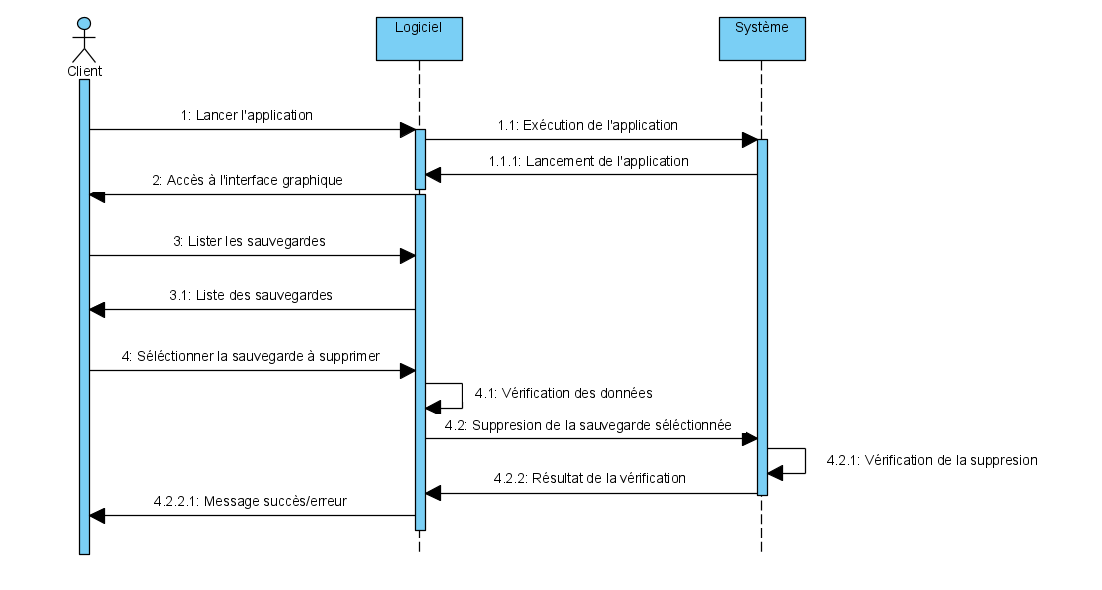 Logiciel
Système
Client
1: Lancer l'application
1.1: Exécution de l'application
1.1.1: Lancement de l'application
2: Accès à l'interface graphique
3: Lister les sauvegardes
3.1: Liste des sauvegardes
4: Séléctionner la sauvegarde à supprimer
4.1: Vérification des données
4.2: Suppresion de la sauvegarde séléctionnée
4.2.1: Vérification de la suppresion
4.2.2: Résultat de la vérification
4.2.2.1: Message succès/erreur